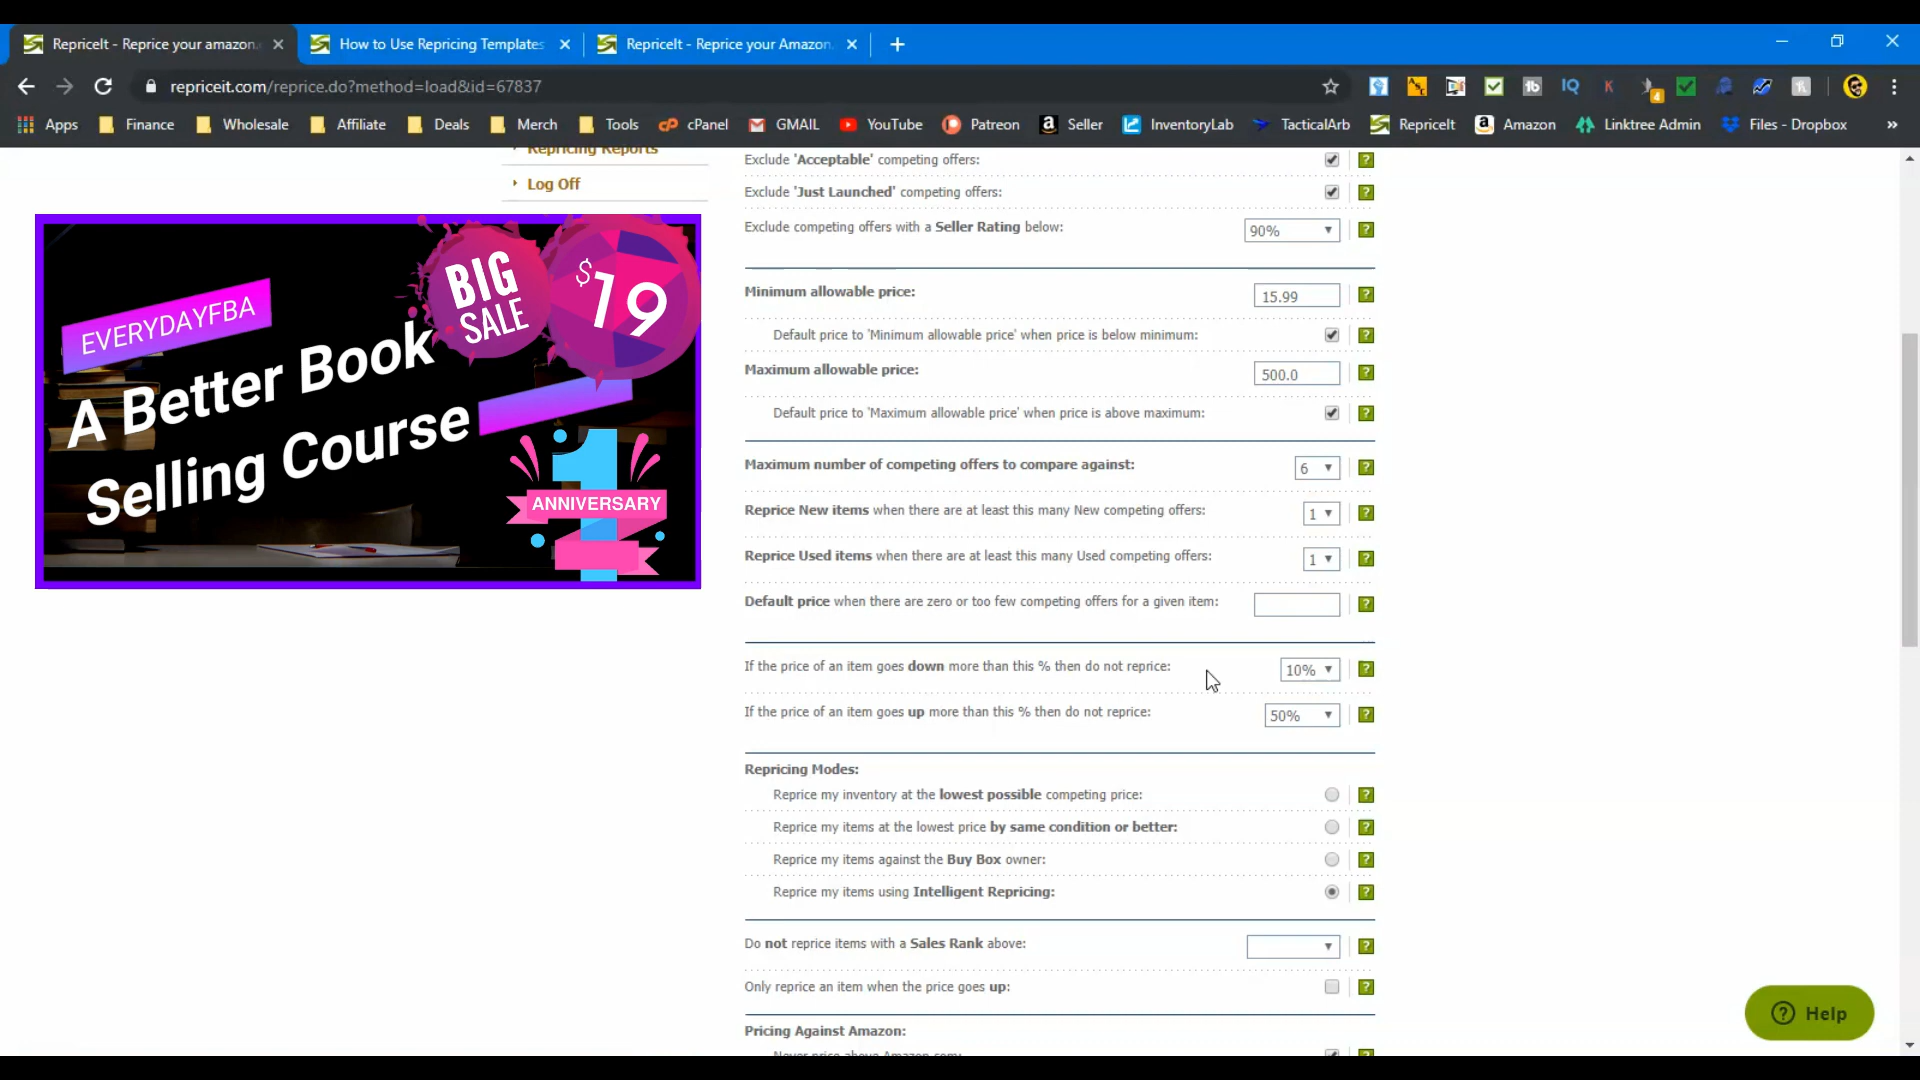 RepriceIt - Reprice your amazon.
How to Use Repricing Templates
RepriceIt - Reprice your Amazon.
repriceit.com/reprice.do?method=load&id=67837
Apps
Finance
Wholesale
Affiliate
Deals
Merch
Tools
cPanel
GMAIL
YouTube
Patreon
Seller
InventoryLab
TacticalArb
RepriceIt
Amazon
Linktree Admin
Files - Dropbox
»
Repricing Reports
Log Off
EVERYDAYFBA
A Better Book
Selling Course
BIG
SALE
$19
1
ANNIVERSARY
Exclude 'Acceptable' competing offers:
Exclude 'Just Launched' competing offers:
Exclude competing offers with a Seller Rating below: 90%
Minimum allowable price: 15.99
Default price to 'Minimum allowable price' when price is below minimum:
Maximum allowable price: 500.0
Default price to 'Maximum allowable price' when price is above maximum:
Maximum number of competing offers to compare against: 6
Reprice New items when there are at least this many New competing offers: 1
Reprice Used items when there are at least this many Used competing offers: 1
Default price when there are zero or too few competing offers for a given item:
If the price of an item goes down more than this % then do not reprice: 10%
If the price of an item goes up more than this % then do not reprice: 50%
Repricing Modes:
Reprice my inventory at the lowest possible competing price:
Reprice my items at the lowest price by same condition or better:
Reprice my items against the Buy Box owner:
Reprice my items using Intelligent Repricing:
Do not reprice items with a Sales Rank above:
Only reprice an item when the price goes up:
Pricing Against Amazon:
Never price above Amazon.com:
Help